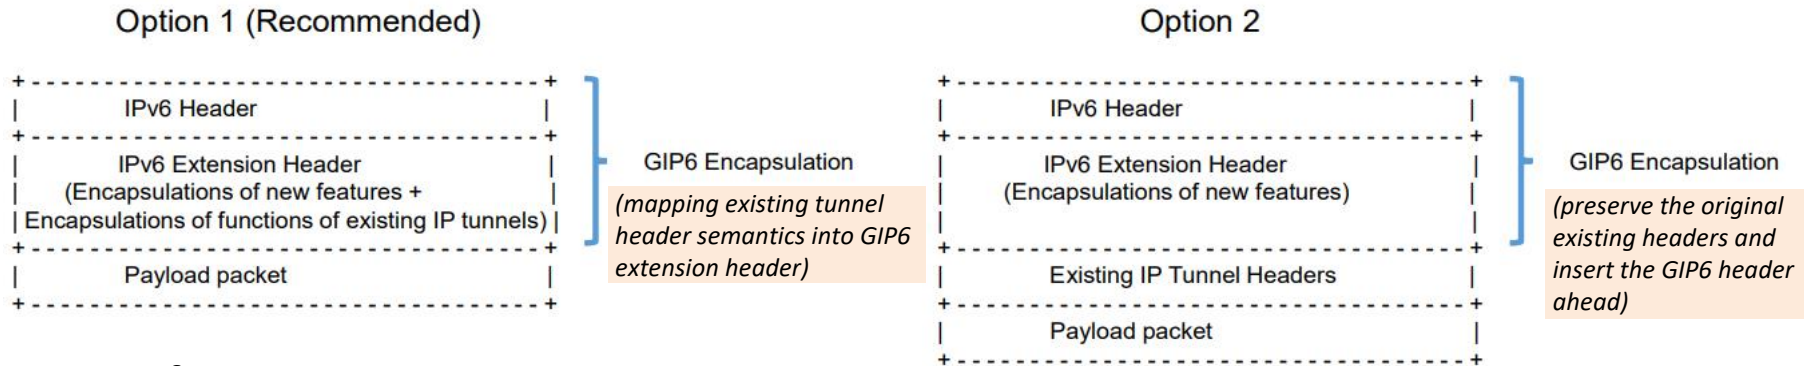 Option 1 (Recommended)
+ - - - - - - - - - - - - - - - - - - - - - - - - - - - - - - - - - - - +
| IPv6 Header |
+ - - - - - - - - - - - - - - - - - - - - - - - - - - - - - - - - - - - +
| IPv6 Extension Header |
| (Encapsulations of new features + |
| Encapsulations of functions of existing IP tunnels) |
+ - - - - - - - - - - - - - - - - - - - - - - - - - - - - - - - - - - - +
| Payload packet |
+ - - - - - - - - - - - - - - - - - - - - - - - - - - - - - - - - - - - +
GIP6 Encapsulation
(mapping existing tunnel
header semantics into GIP6
extension header)
Option 2
+ - - - - - - - - - - - - - - - - - - - - - - - - - - - - - - - - - - - +
| IPv6 Header |
+ - - - - - - - - - - - - - - - - - - - - - - - - - - - - - - - - - - - +
| IPv6 Extension Header |
| (Encapsulations of new features) |
| |
+ - - - - - - - - - - - - - - - - - - - - - - - - - - - - - - - - - - - +
| Existing IP Tunnel Headers |
+ - - - - - - - - - - - - - - - - - - - - - - - - - - - - - - - - - - - +
| Payload packet |
+ - - - - - - - - - - - - - - - - - - - - - - - - - - - - - - - - - - - +
GIP6 Encapsulation
(preserve the original
existing headers and
insert the GIP6 header
ahead)